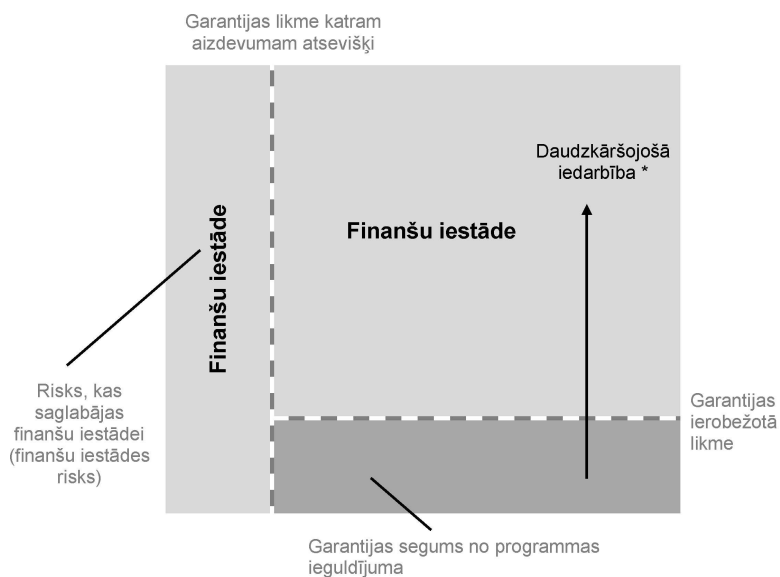 Garantijas likme katram
aizdevumam atsevišķi
Daudzkāršojošā
iedarbība *
Finanšu iestāde
Finanšu iestāde
Risks, kas
saglabājas
finanšu iestādei
(finanšu iestādes
risks)
Garantijas
ierobežotā
likme
Garantijas segums no programmas
ieguldījuma